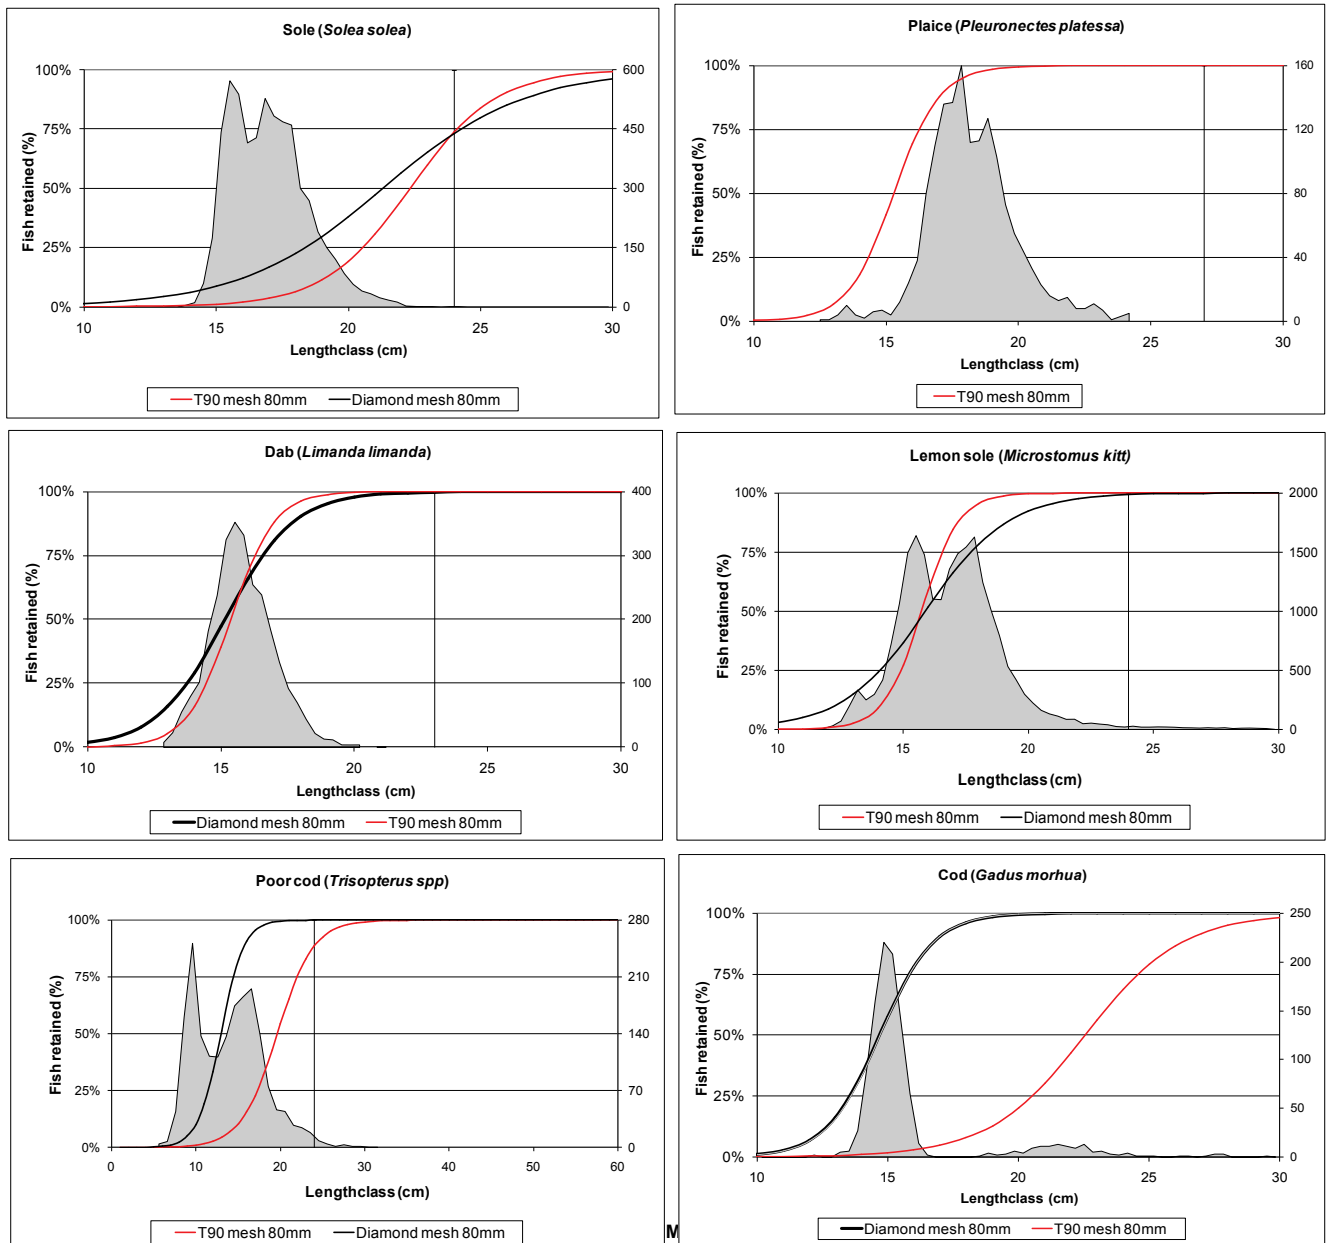 Sole (Solea solea)
100% 600
75% 450
50% 300
25% 150
0% 0
10 15 20 25 30
Fish retained (%)
Lengthclass (cm)
T90 mesh 80mm Diamond mesh 80mm
Plaice (Pleuronectes platessa)
100% 160
75% 120
50% 80
25% 40
0% 0
10 15 20 25 30
Fish retained (%)
Lengthclass (cm)
T90 mesh 80mm
Dab (Limanda limanda)
100% 400
75% 300
50% 200
25% 100
0% 0
10 15 20 25 30
Fish retained (%)
Lengthclass (cm)
Diamond mesh 80mm T90 mesh 80mm
Lemon sole (Microstomus kitt)
100% 2000
75% 1500
50% 1000
25% 500
0% 0
10 15 20 25 30
Fish retained (%)
Lengthclass (cm)
T90 mesh 80mm Diamond mesh 80mm
Poor cod (Trisopterus spp)
100% 280
75% 210
50% 140
25% 70
0% 0
0 10 20 30 40 50 60
Fish retained (%)
Lengthclass (cm)
T90 mesh 80mm Diamond mesh 80mm
Cod (Gadus morhua)
100% 250
200
75%
150
50%
100
25%
50
0% 0
10 15 20 25 30
Fish retained (%)
Lengthclass (cm)
Diamond mesh 80mm T90 mesh 80mm